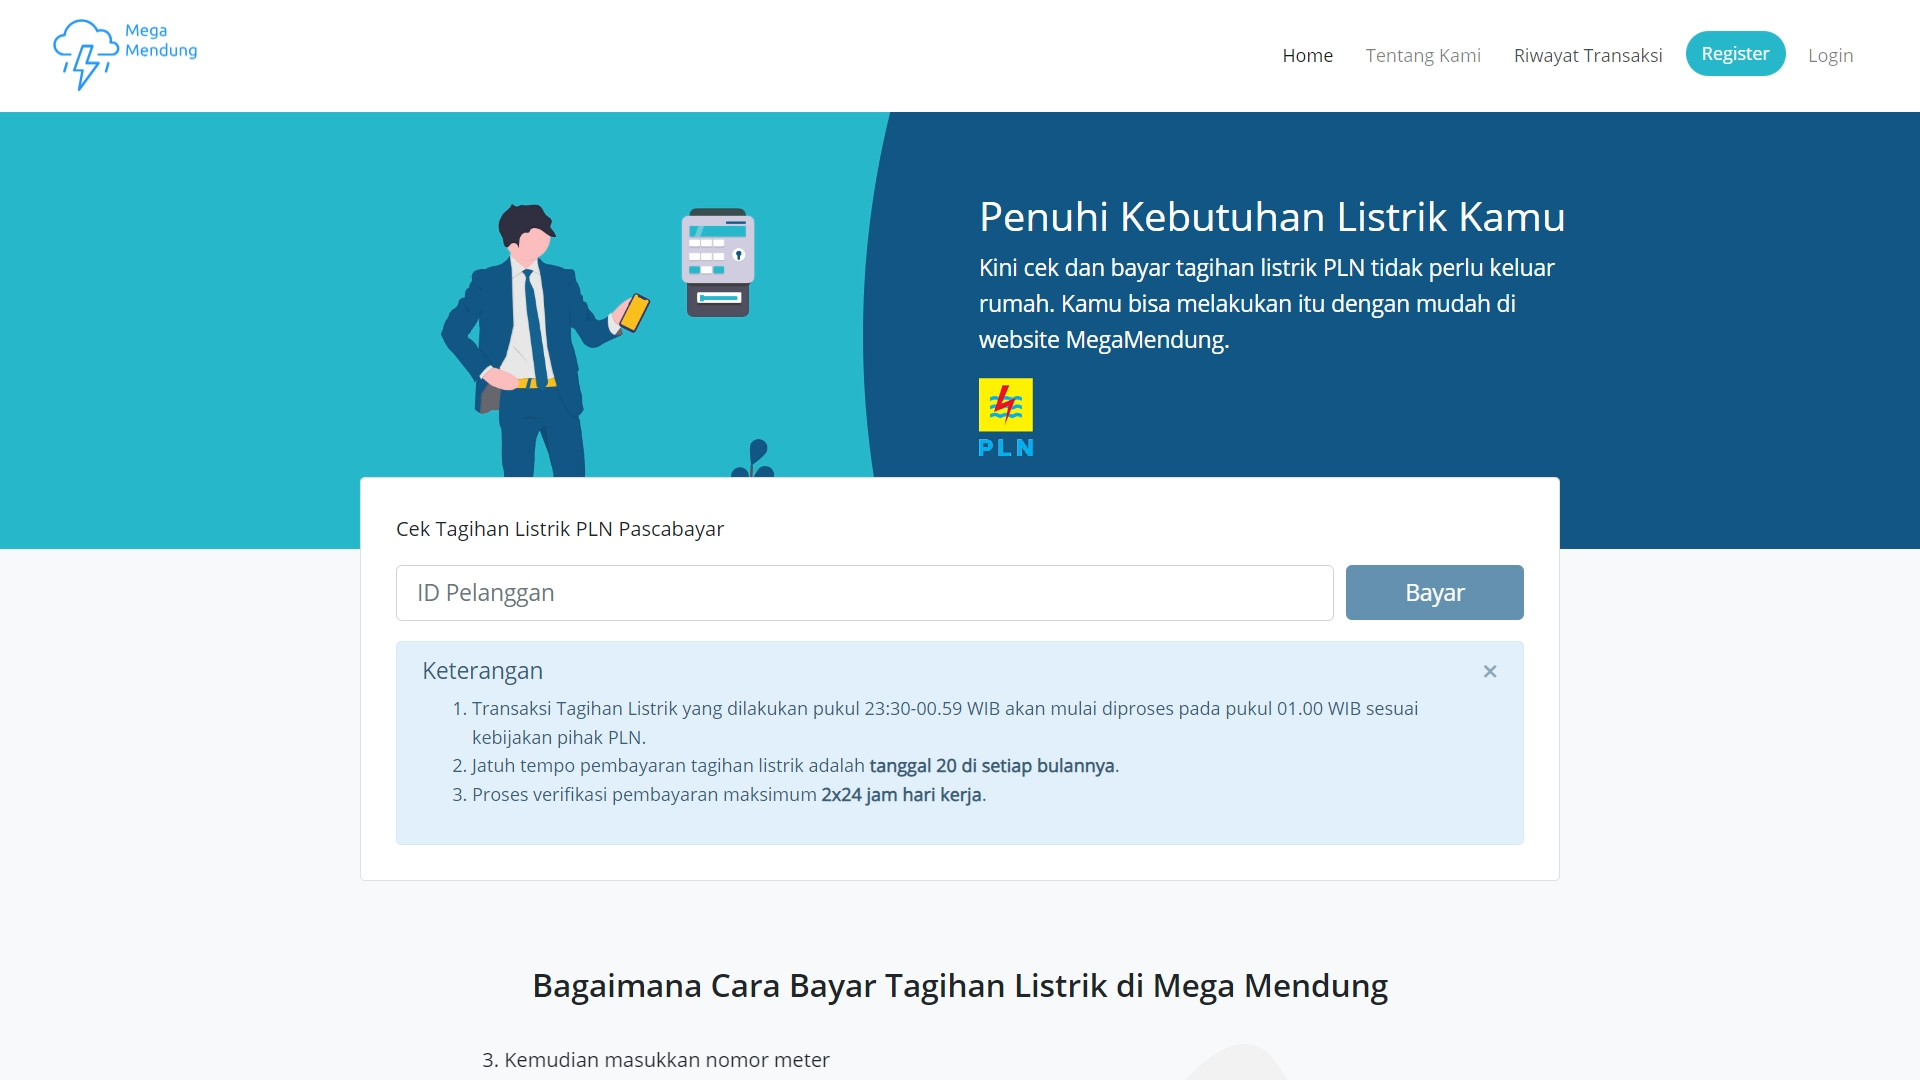 Mega
Mendung
Home
Tentang Kami
Riwayat Transaksi
Register
Login
Penuhi Kebutuhan Listrik Kamu
Kini cek dan bayar tagihan listrik PLN tidak perlu keluar
rumah. Kamu bisa melakukan itu dengan mudah di
website MegaMendung.
PLN
Cek Tagihan Listrik PLN Pascabayar
ID Pelanggan
Bayar
Keterangan
×
1. Transaksi Tagihan Listrik yang dilakukan pukul 23:30-00.59 WIB akan mulai diproses pada pukul 01.00 WIB sesuai
kebijakan pihak PLN.
2. Jatuh tempo pembayaran tagihan listrik adalah tanggal 20 di setiap bulannya.
3. Proses verifikasi pembayaran maksimum 2x24 jam hari kerja.
Bagaimana Cara Bayar Tagihan Listrik di Mega Mendung
3. Kemudian masukkan nomor meter